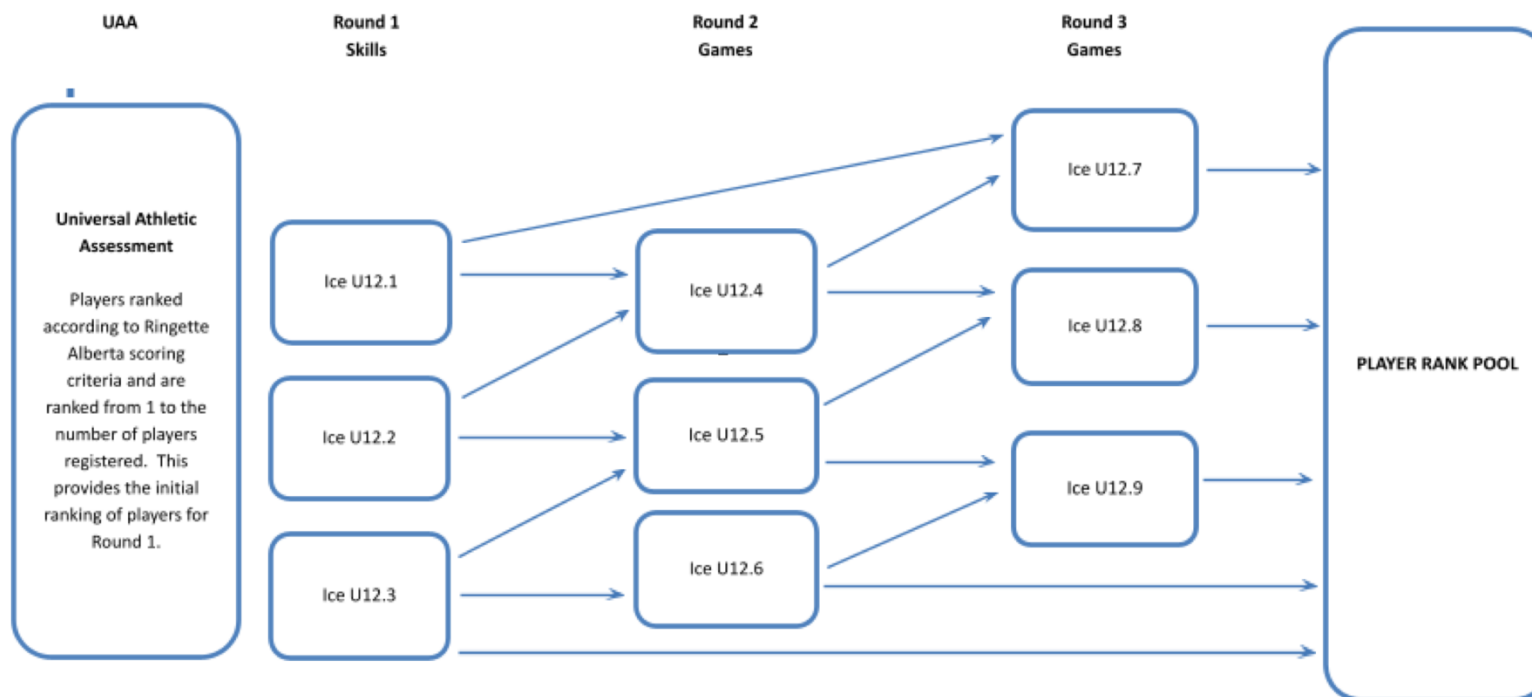 UAA
Round 1
Skills
Round 2
Games
Round 3
Games
Universal Athletic
Assessment
Players ranked
according to Ringette
Alberta scoring
criteria and are
ranked from 1 to the
number of players
registered.  This
provides the initial
ranking of players for
Round 1.
Ice U12.1
Ice U12.2
Ice U12.3
Ice U12.4
Ice U12.5
Ice U12.6
Ice U12.7
Ice U12.8
Ice U12.9
PLAYER RANK POOL